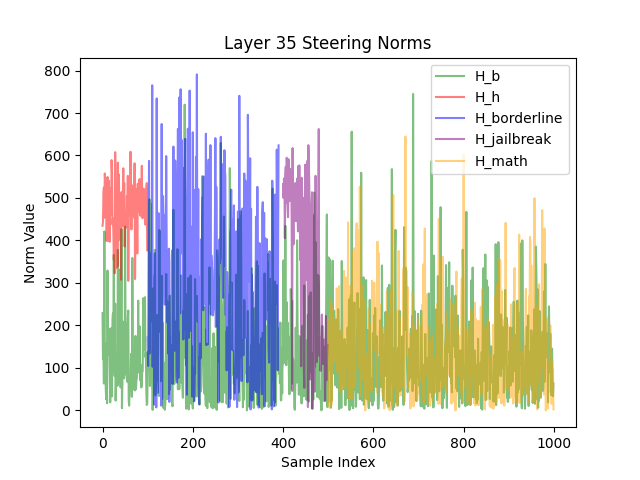 Layer 35 Steering Norms
H_b
H_h
H_borderline
H_jailbreak
H_math
Norm Value
800
700
600
500
400
300
200
100
0
0
200
400
600
800
1000
Sample Index